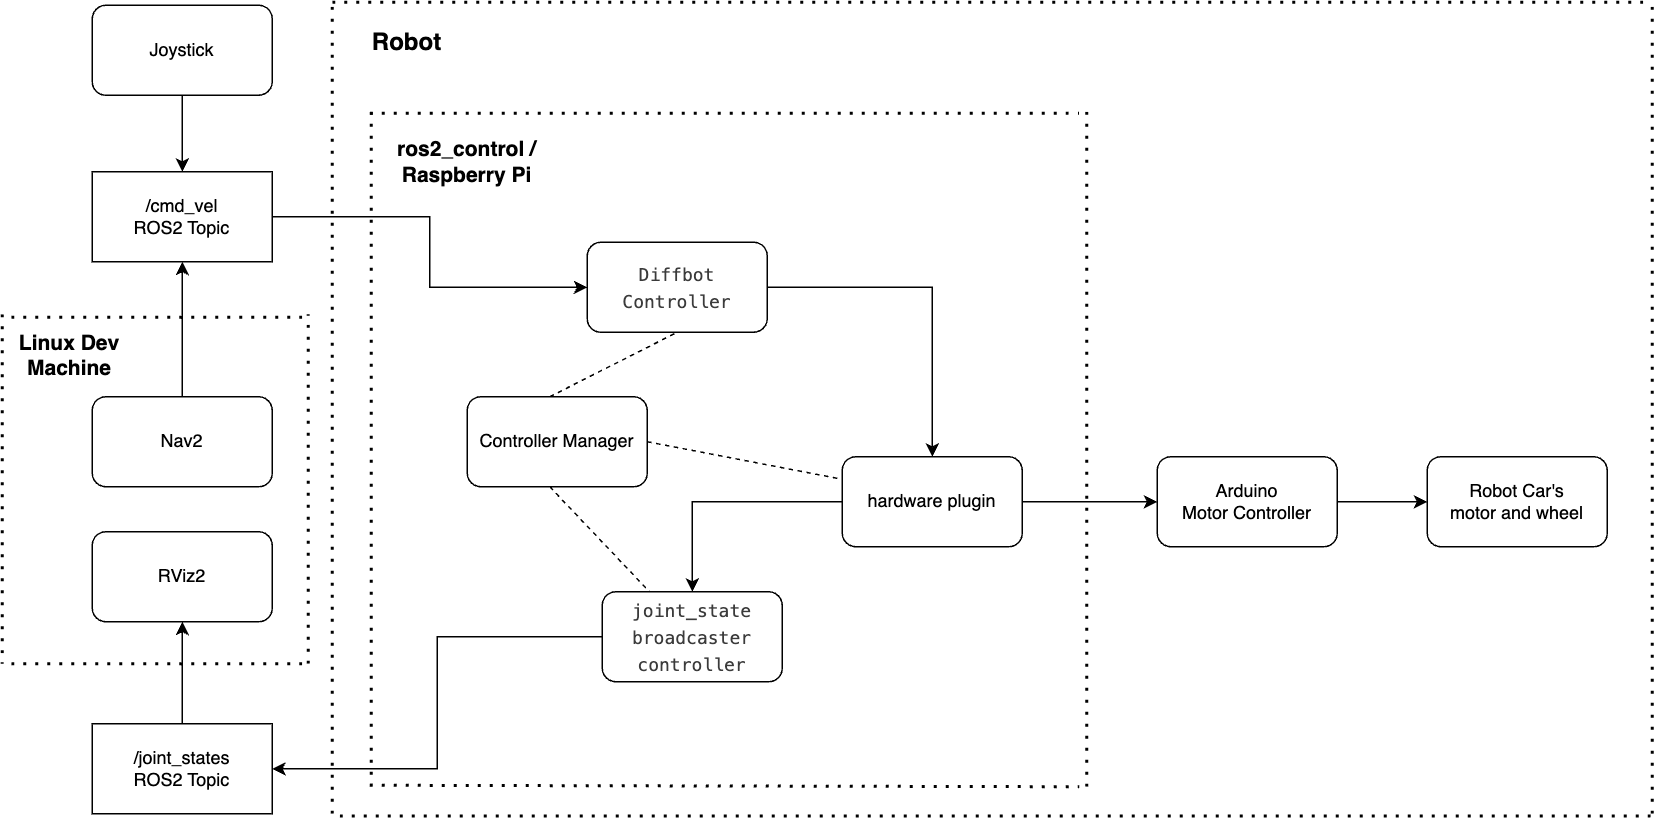 Joystick
Robot
ros2_control /
Raspberry Pi
/cmd_vel
ROS2 Topic
Diffbot
Controller
Linux Dev
Machine
Nav2
Controller Manager
hardware plugin
Arduino
Motor Controller
Robot Car's
motor and wheel
RViz2
joint_state
broadcaster
controller
/joint_states
ROS2 Topic